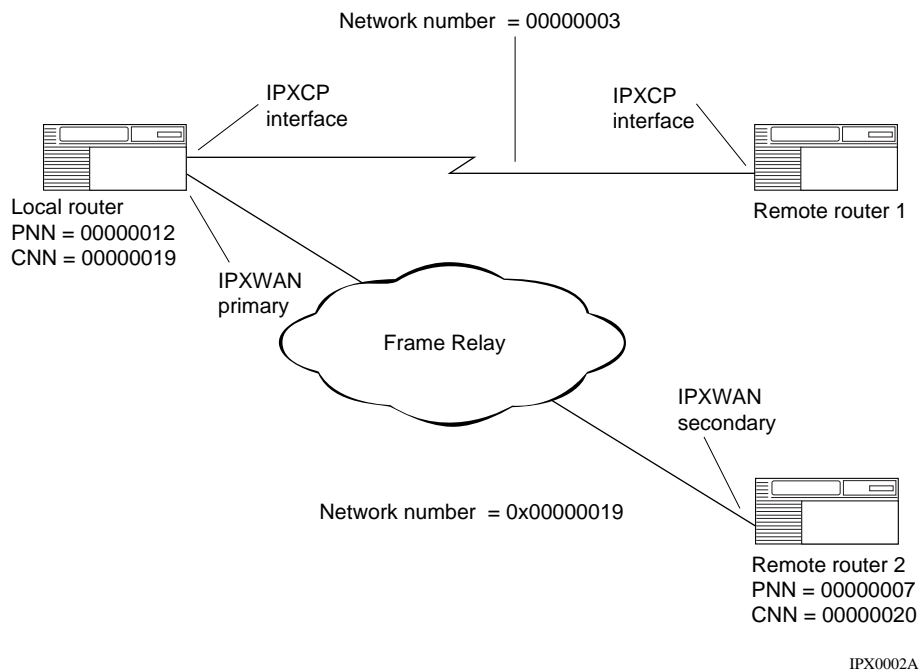 Network number = 00000003
IPXCP
interface
IPXCP
interface
Local router
PNN = 00000012
CNN = 00000019
Remote router 1
IPXWAN
primary
Frame Relay
IPXWAN
secondary
Network number = 0x00000019
Remote router 2
PNN = 00000007
CNN = 00000020
IPX0002A